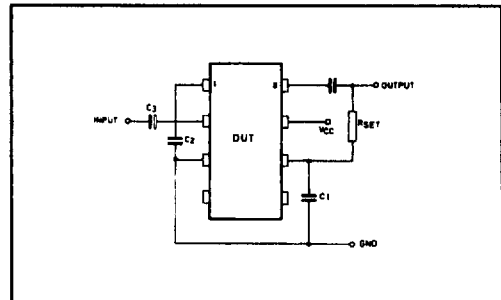 1 8 OUTPUT
C3
INPUT C2 DUT VCC RSET
C1
GND